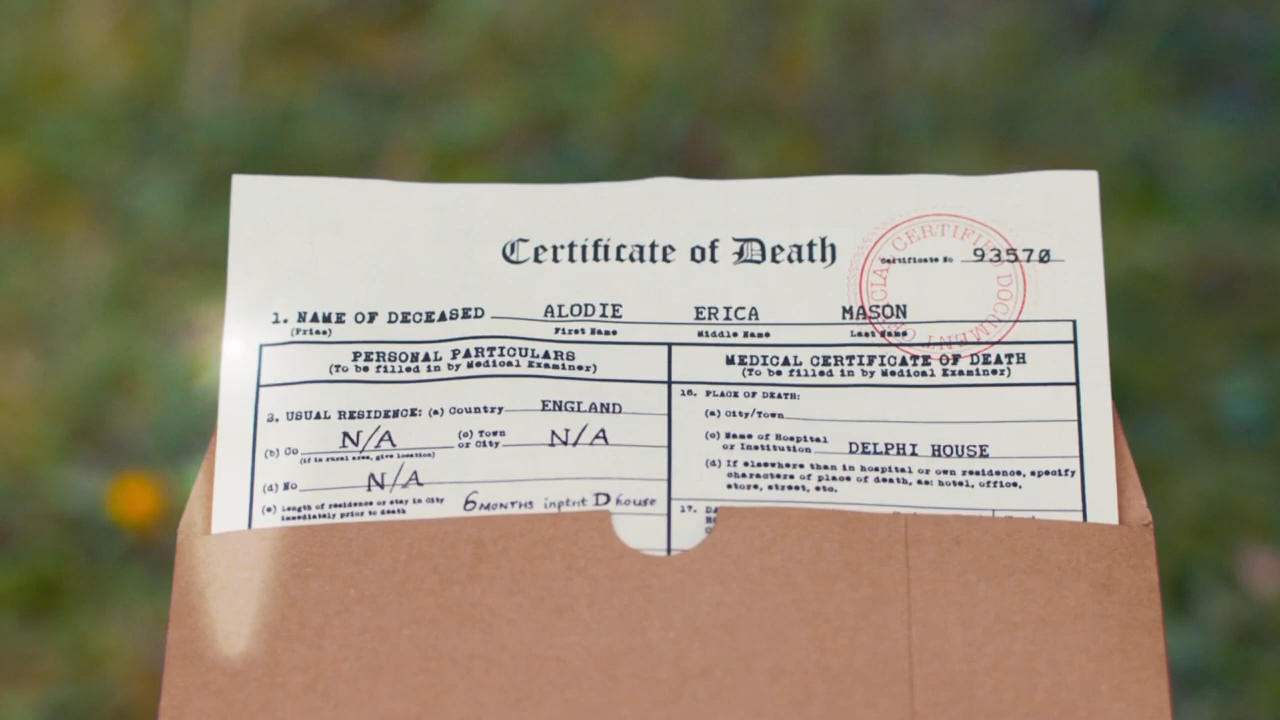 Certificate of Death
Certificate No 93570
OFFICIAL CERTIFIED DOCUMENT
1. NAME OF DECEASED ALODIE ERICA MASON
First Name Middle Name Last Name
PERSONAL PARTICULARS
(To be filled in by Medical Examiner)
MEDICAL CERTIFICATE OF DEATH
(To be filled in by Medical Examiner)
3. USUAL RESIDENCE: (a) Country ENGLAND
(b) Co N/A (c) Town or City N/A
(if in rural area, give location)
(d) No N/A
(e) Length of residence or stay in City
immediately prior to death
6 MONTHS inptnt D house
16. PLACE OF DEATH:
(a) City/Town
(c) Name of Hospital
or Institution DELPHI HOUSE
(d) If elsewhere than in hospital or own residence, specify
characters of place of death, as: hotel, office,
store, street, etc.
17.